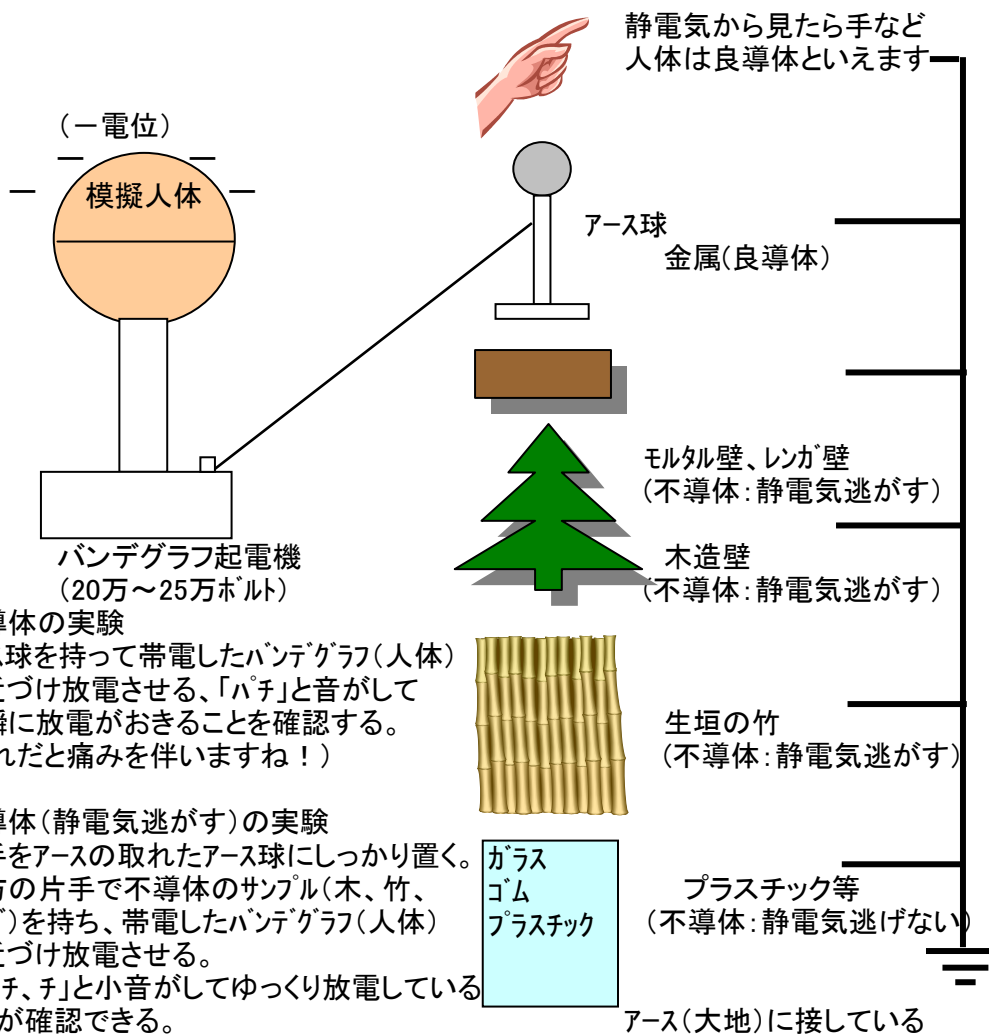 静電気から見たら手など
人体は良導体といえます
(－電位)
模擬人体
アース球
金属(良導体)
モルタル壁、レンガ壁
(不導体:静電気逃がす)
バンデグラフ起電機
(20万～25万ボルト)
木造壁
(不導体:静電気逃がす)
導体の実験
球を持って帯電したバンデグラフ(人体)
づけ放電させる、「パチ」と音がして
に放電がおきることを確認する。
れだと痛みを伴いますね！)
生垣の竹
(不導体:静電気逃がす)
導体(静電気逃がす)の実験
手をアースの取れたアース球にしっかり置く。
方の片手で不導体のサンプル(木、竹、
)を持ち、帯電したバンデグラフ(人体)
づけ放電させる。
チ、チ」と小音がしてゆっくり放電している
が確認できる。
ガラス
ゴム
プラスチック
プラスチック等
(不導体:静電気逃げない)
アース(大地)に接している